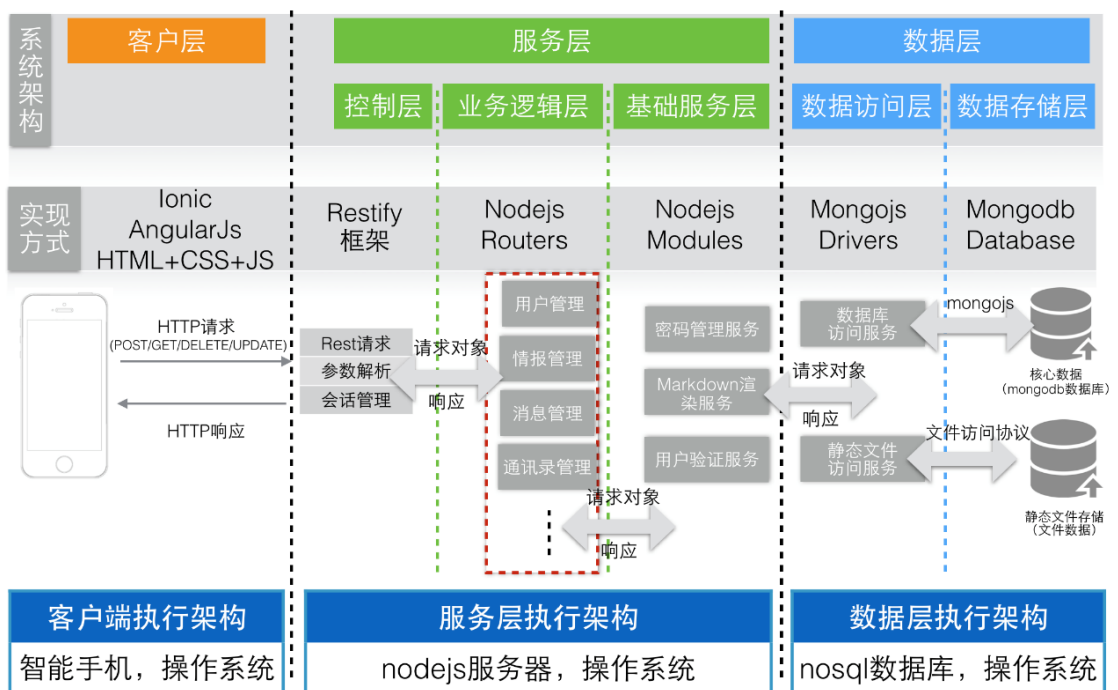 系统架构
客户层
服务层
数据层
控制层
业务逻辑层
基础服务层
数据访问层
数据存储层
实现
方式
Ionic
AngularJs
HTML+CSS+JS
Restify
框架
Nodejs
Routers
Nodejs
Modules
Mongojs
Drivers
Mongodb
Database
HTTP请求
(POST/GET/DELETE/UPDATE)
HTTP响应
Rest请求
参数解析
会话管理
请求对象
响应
用户管理
情报管理
消息管理
通讯录管理
请求对象
响应
密码管理服务
Markdown渲
染服务
用户验证服务
请求对象
响应
数据库
访问服务
静态文件
访问服务
mongojs
文件访问协议
核心数据
（mongodb数据库）
静态文件存储
（文件数据）
客户端执行架构
智能手机，操作系统
服务层执行架构
nodejs服务器，操作系统
数据层执行架构
nosql数据库，操作系统